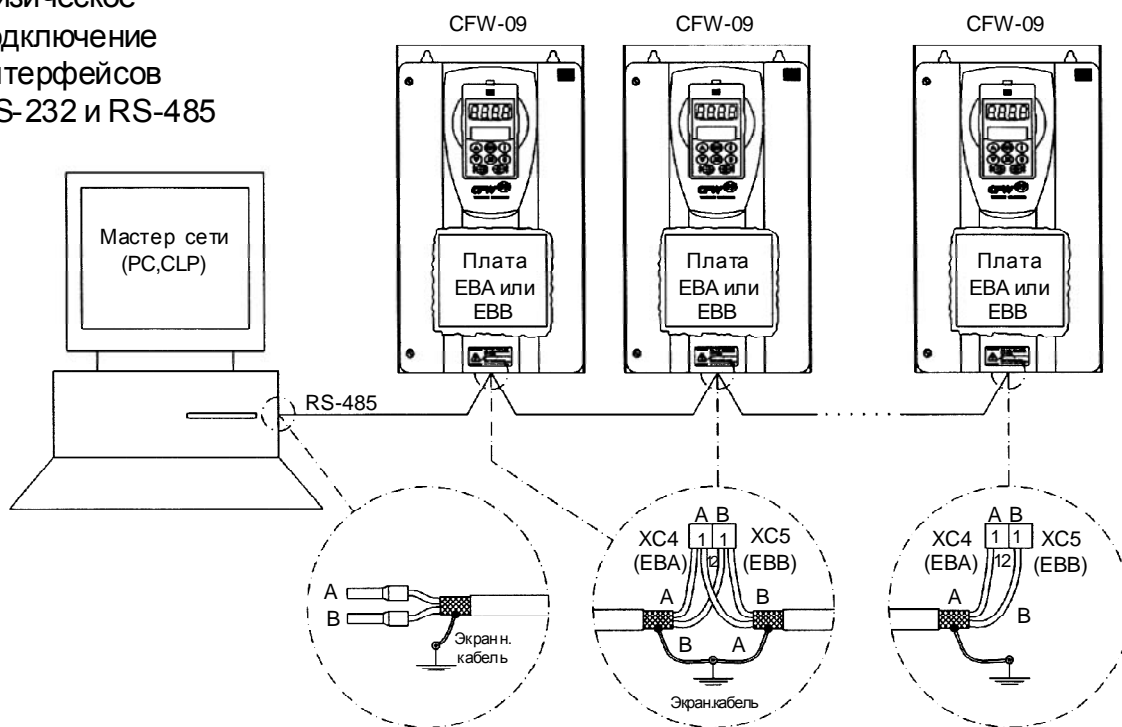 изическое
одключение
нтерфейсов
S-232 и RS-485
CFW-09
CFW-09
CFW-09
Мастер сети
(PC,CLP)
Плата
EBA или
EBB
Плата
EBA или
EBB
Плата
EBA или
EBB
RS-485
A
B
Экранн.
кабель
A B
XC4
(EBA)
1 1
12
XC5
(EBB)
A
B
B
A
Экран.кабель
A B
XC4
(EBA)
1 1
12
XC5
(EBB)
A
B